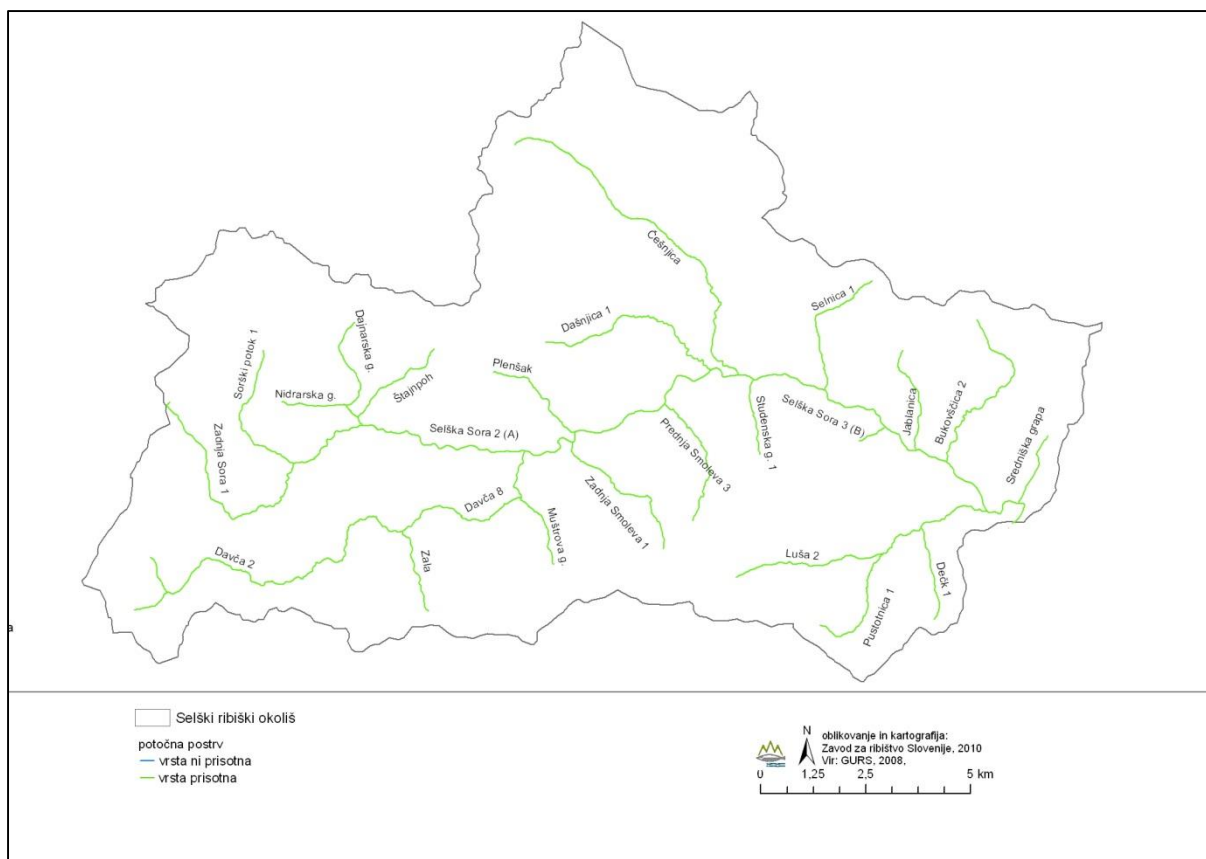 Češnjica
Selnica 1
Dajnarska g.
Dašnjica 1
Sorški potok 1
Plenšak
Štajnpoh
Nidrarska g.
Jablanica
Bukovščica 2
Selška Sora 3 (B)
Studenska g. 1
Prednja Smoleva 3
Selška Sora 2 (A)
Sredniška grapa
Zadnja Sora 1
Zadnja Smoleva 1
Davča 8
Muštrova g.
Davča 2
Zala
Luša 2
Dečk 1
Pustotnica 1
a
Selški ribiški okoliš
potočna postrv
vrsta ni prisotna
vrsta prisotna
N
oblikovanje in kartografija:
Zavod za ribištvo Slovenije, 2010
Vir: GURS, 2008,
0 1,25 2,5 5 km